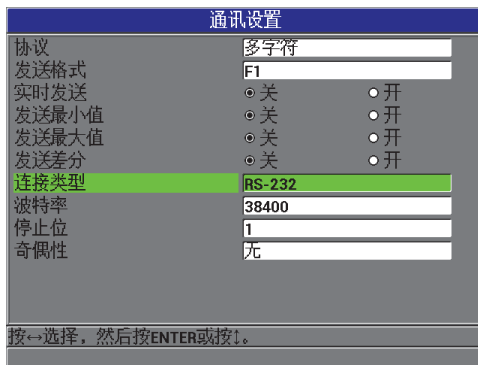 通讯设置
协议 多字符
发送格式 F1
实时发送 关 开
发送最小值 关 开
发送最大值 关 开
发送差分 关 开
连接类型 RS-232
波特率 38400
停止位 1
奇偶性 无
按↔选择，然后按ENTER或按↕。